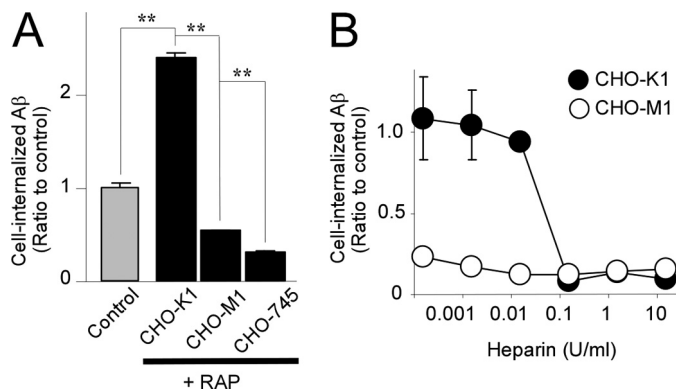 A
**
**
**
Cell-internalized Aβ
(Ratio to control)
2
1
0
Control
CHO-K1
CHO-M1
CHO-745
+ RAP
B
CHO-K1
CHO-M1
Cell-internalized Aβ
(Ratio to control)
1.0
0.5
0
0.001
0.01
0.1
1
10
Heparin (U/ml)